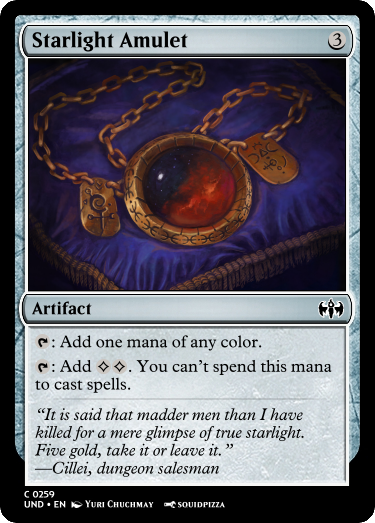 Starlight Amulet 3
Artifact
: Add one mana of any color.
: Add . You can't spend this mana
to cast spells.
“It is said that madder men than I have
killed for a mere glimpse of true starlight.
Five gold, take it or leave it.”
—Cillei, dungeon salesman
C 0259
UND • EN Yuri Chuchmay squidpizza